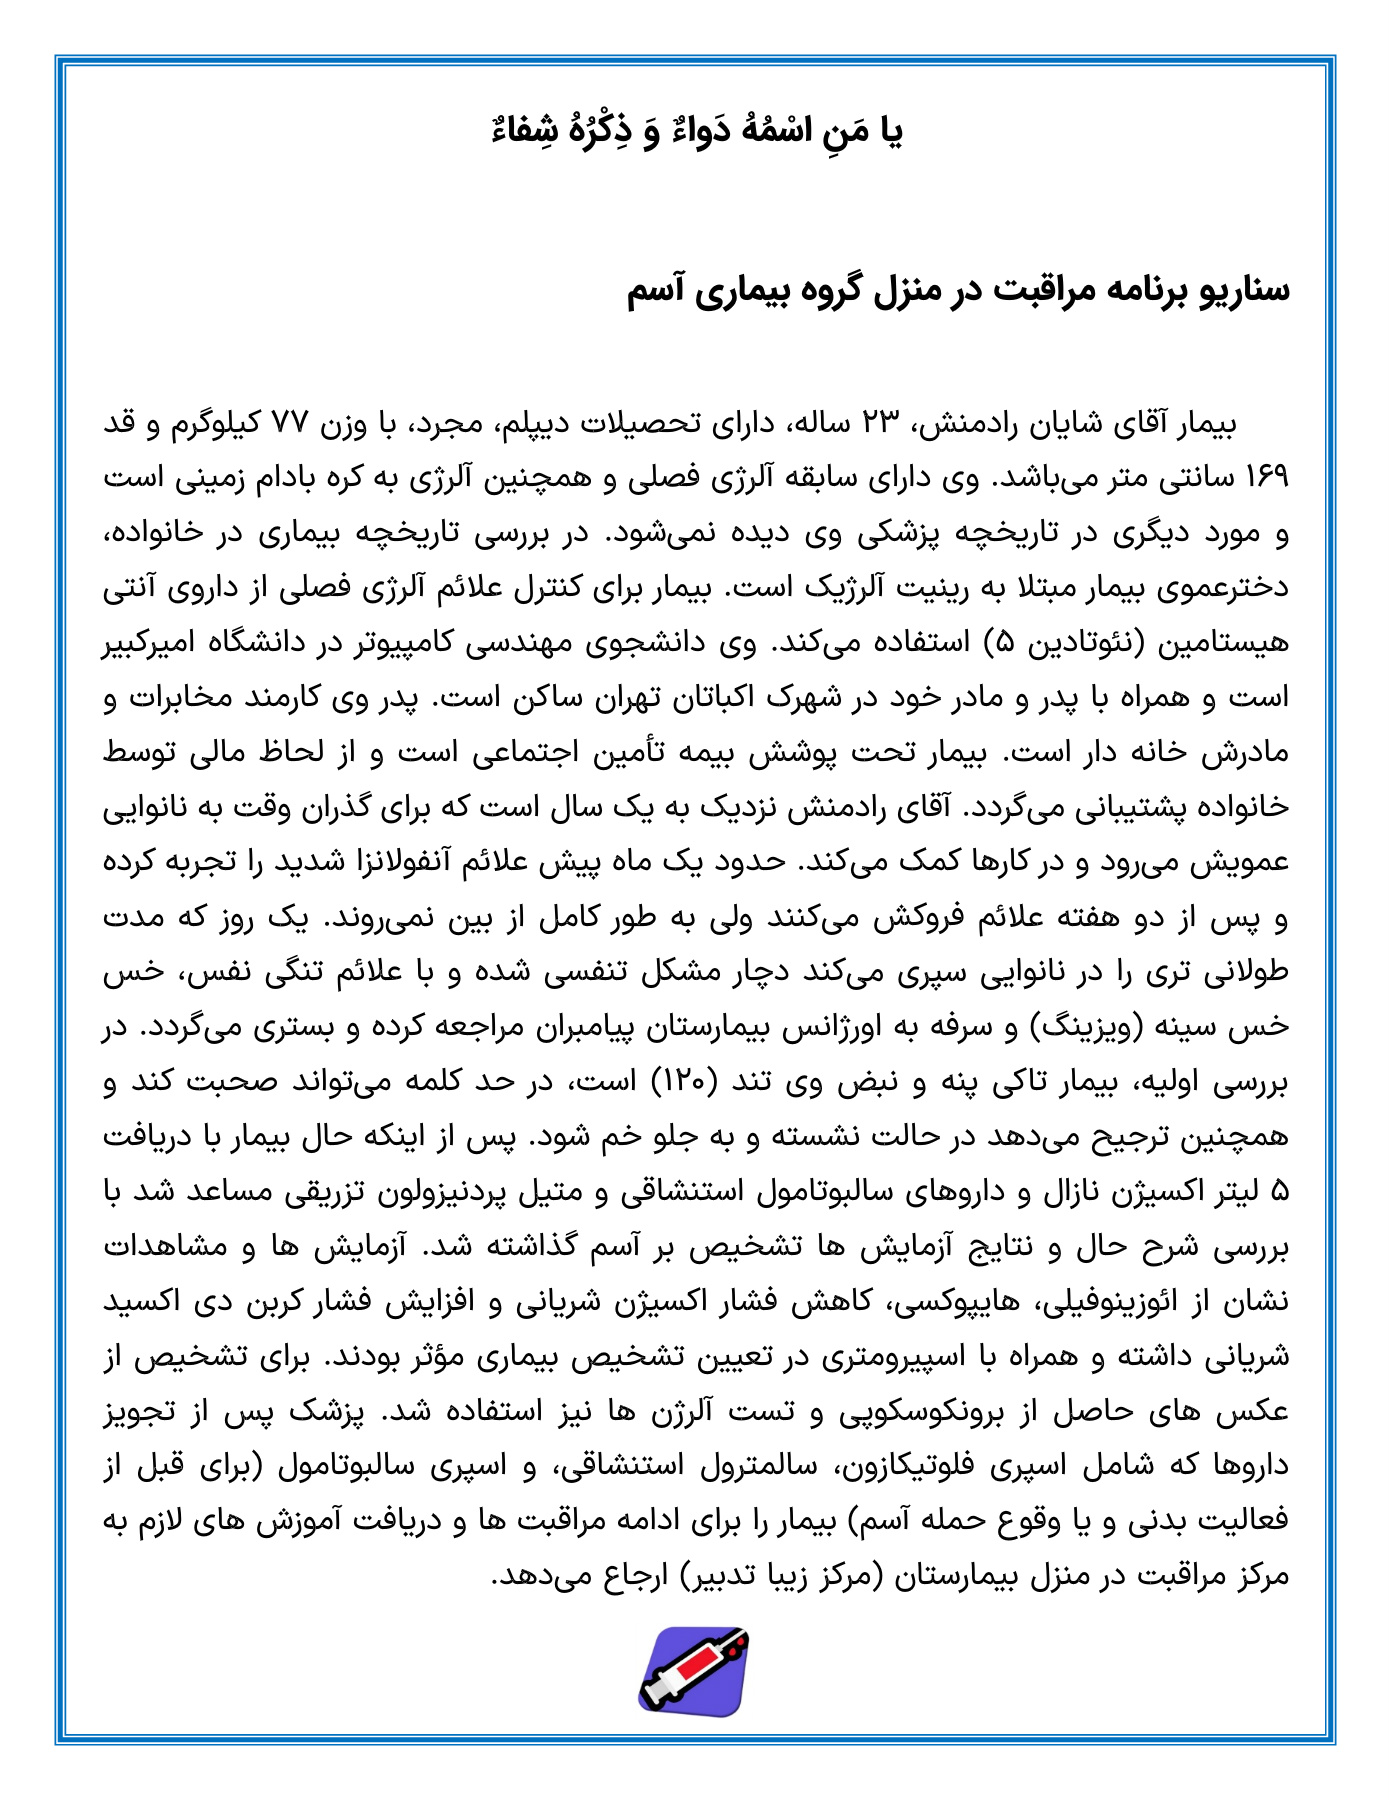 یا مَنِ اسْمُهُ دَواءٌ وَ ذِکْرُهُ شِفاءٌ
سناریو برنامه مراقبت در منزل گروه بیماری آسم
بیمار آقای شایان رادمنش، ۲۳ ساله، دارای تحصیلات دیپلم، مجرد، با وزن ۷۷ کیلوگرم و قد
۱۶۹ سانتی متر می‌باشد. وی دارای سابقه آلرژی فصلی و همچنین آلرژی به کره بادام زمینی است
و مورد دیگری در تاریخچه پزشکی وی دیده نمی‌شود. در بررسی تاریخچه بیماری در خانواده،
دخترعموی بیمار مبتلا به رینیت آلرژیک است. بیمار برای کنترل علائم آلرژی فصلی از داروی آنتی
هیستامین (نئوتادین ۵) استفاده می‌کند. وی دانشجوی مهندسی کامپیوتر در دانشگاه امیرکبیر
است و همراه با پدر و مادر خود در شهرک اکباتان تهران ساکن است. پدر وی کارمند مخابرات و
مادرش خانه دار است. بیمار تحت پوشش بیمه تأمین اجتماعی است و از لحاظ مالی توسط
خانواده پشتیبانی می‌گردد. آقای رادمنش نزدیک به یک سال است که برای گذران وقت به نانوایی
عمویش می‌رود و در کارها کمک می‌کند. حدود یک ماه پیش علائم آنفولانزا شدید را تجربه کرده
و پس از دو هفته علائم فروکش می‌کنند ولی به طور کامل از بین نمی‌روند. یک روز که مدت
طولانی تری را در نانوایی سپری می‌کند دچار مشکل تنفسی شده و با علائم تنگی نفس، خس
خس سینه (ویزینگ) و سرفه به اورژانس بیمارستان پیامبران مراجعه کرده و بستری می‌گردد. در
بررسی اولیه، بیمار تاکی پنه و نبض وی تند (۱۲۰) است، در حد کلمه می‌تواند صحبت کند و
همچنین ترجیح می‌دهد در حالت نشسته و به جلو خم شود. پس از اینکه حال بیمار با دریافت
۵ لیتر اکسیژن نازال و داروهای سالبوتامول استنشاقی و متیل پردنیزولون تزریقی مساعد شد با
بررسی شرح حال و نتایج آزمایش ها تشخیص بر آسم گذاشته شد. آزمایش ها و مشاهدات
نشان از ائوزینوفیلی، هایپوکسی، کاهش فشار اکسیژن شریانی و افزایش فشار کربن دی اکسید
شریانی داشته و همراه با اسپیرومتری در تعیین تشخیص بیماری مؤثر بودند. برای تشخیص از
عکس های حاصل از برونکوسکوپی و تست آلرژن ها نیز استفاده شد. پزشک پس از تجویز
داروها که شامل اسپری فلوتیکازون، سالمترول استنشاقی، و اسپری سالبوتامول (برای قبل از
فعالیت بدنی و یا وقوع حمله آسم) بیمار را برای ادامه مراقبت ها و دریافت آموزش های لازم به
مرکز مراقبت در منزل بیمارستان (مرکز زیبا تدبیر) ارجاع می‌دهد.